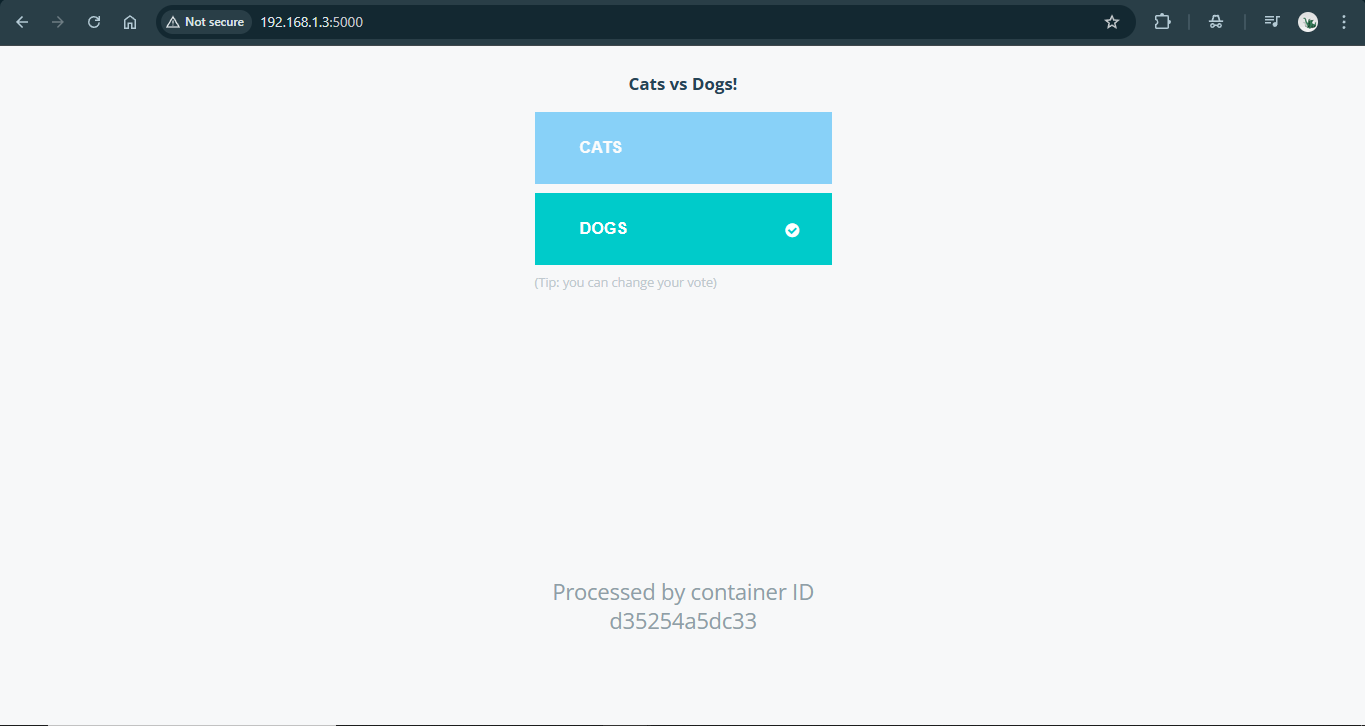 Not secure
192.168.1.3:5000
Cats vs Dogs!
CATS
DOGS
(Tip: you can change your vote)
Processed by container ID
d35254a5dc33